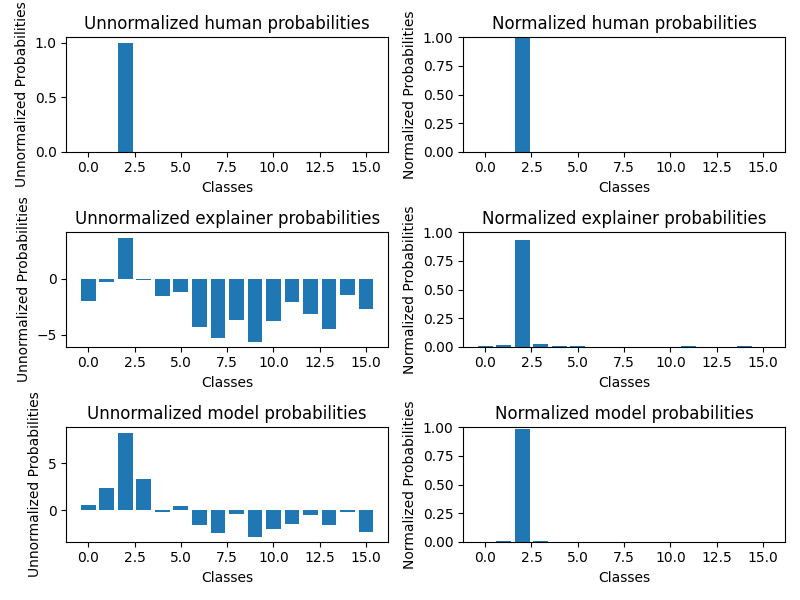 Unnormalized human probabilities
Unnormalized Probabilities
1.0
0.5
0.0
0.0 2.5 5.0 7.5 10.0 12.5 15.0
Classes
Normalized human probabilities
Normalized Probabilities
1.00
0.75
0.50
0.25
0.00
0.0 2.5 5.0 7.5 10.0 12.5 15.0
Classes
Unnormalized explainer probabilities
Unnormalized Probabilities
0
−5
0.0 2.5 5.0 7.5 10.0 12.5 15.0
Classes
Normalized explainer probabilities
Normalized Probabilities
1.00
0.75
0.50
0.25
0.00
0.0 2.5 5.0 7.5 10.0 12.5 15.0
Classes
Unnormalized model probabilities
Unnormalized Probabilities
5
0
0.0 2.5 5.0 7.5 10.0 12.5 15.0
Classes
Normalized model probabilities
Normalized Probabilities
1.00
0.75
0.50
0.25
0.00
0.0 2.5 5.0 7.5 10.0 12.5 15.0
Classes